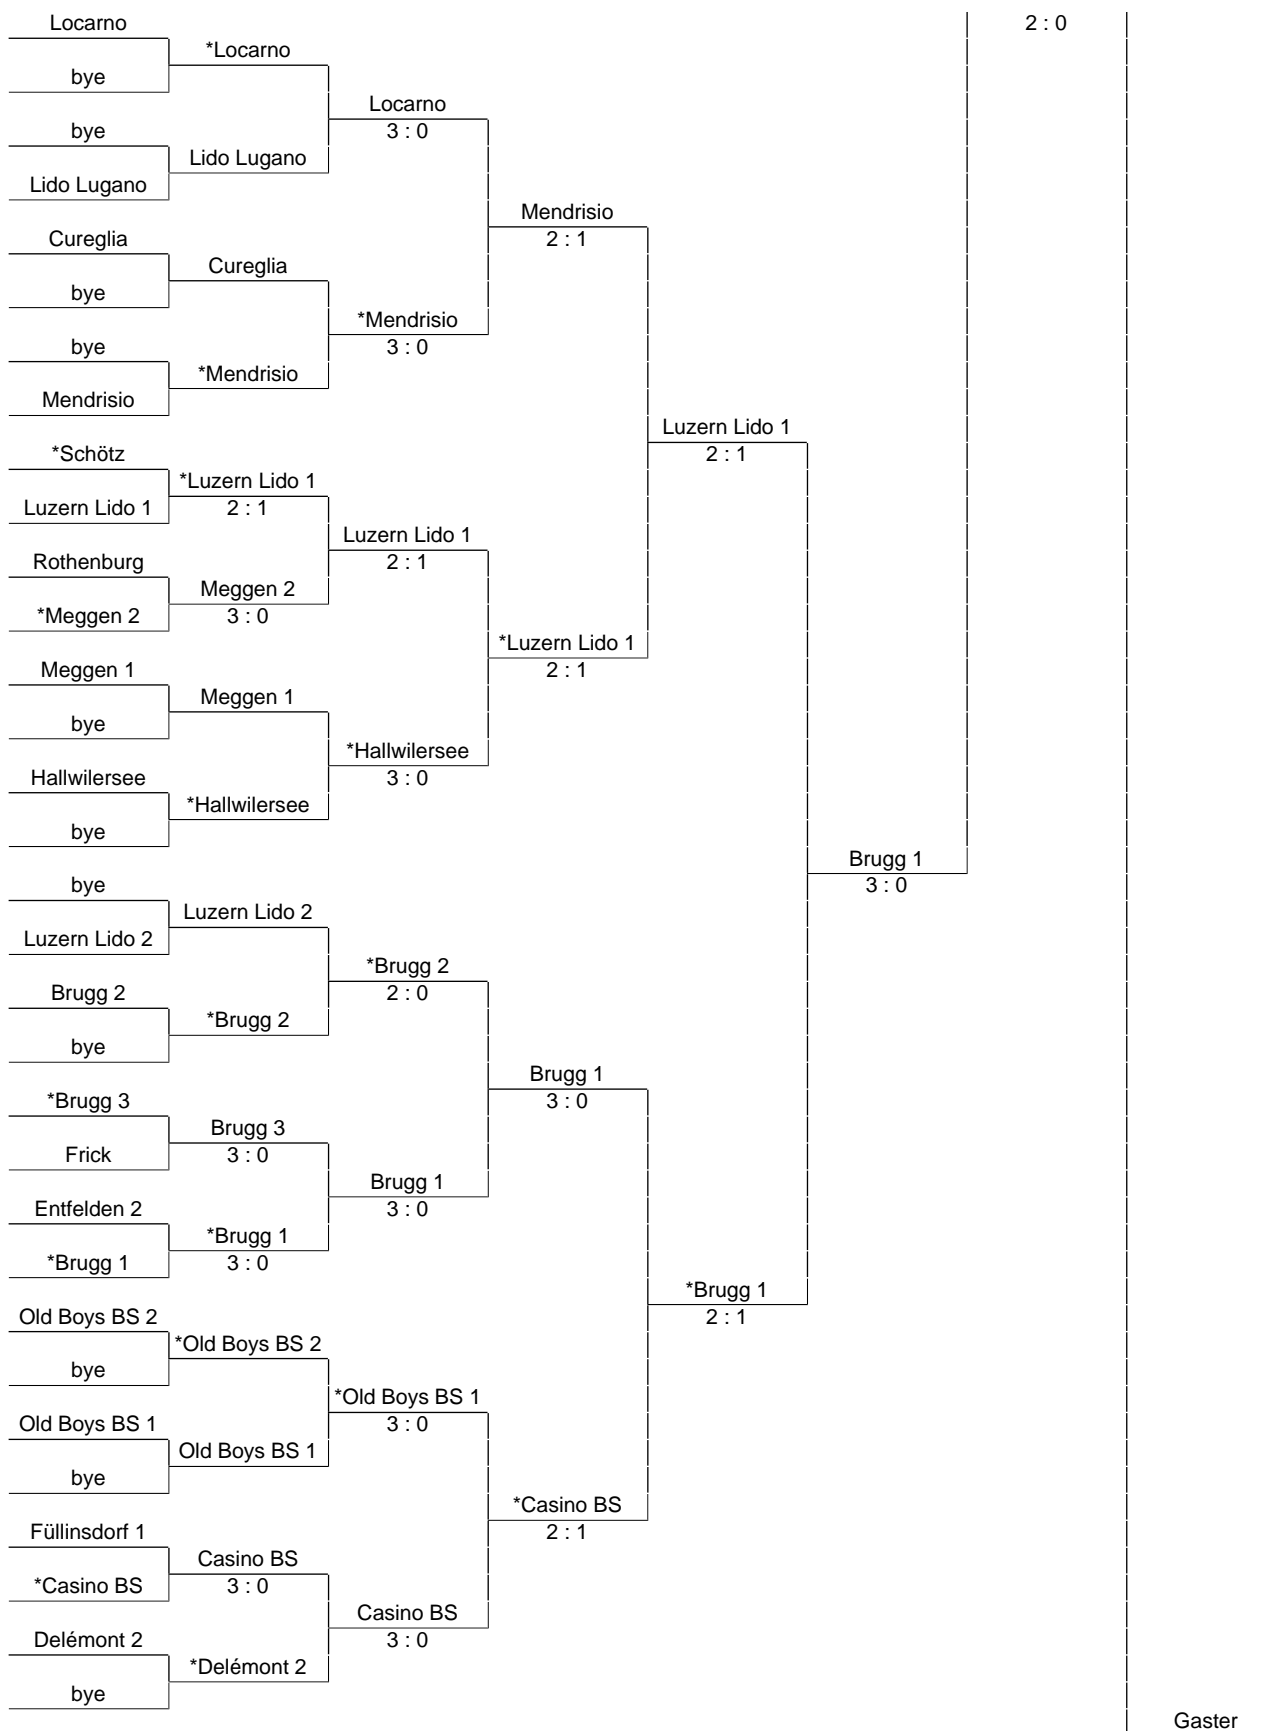 Locarno
2 : 0
*Locarno
bye
Locarno
3 : 0
bye
Lido Lugano
Lido Lugano
Mendrisio
2 : 1
Cureglia
Cureglia
bye
*Mendrisio
3 : 0
bye
*Mendrisio
Mendrisio
Luzern Lido 1
2 : 1
*Schötz
*Luzern Lido 1
2 : 1
Luzern Lido 1
Luzern Lido 1
2 : 1
Rothenburg
Meggen 2
3 : 0
*Meggen 2
*Luzern Lido 1
2 : 1
Meggen 1
Meggen 1
bye
*Hallwilersee
3 : 0
Hallwilersee
*Hallwilersee
bye
Brugg 1
3 : 0
bye
Luzern Lido 2
Luzern Lido 2
*Brugg 2
2 : 0
Brugg 2
*Brugg 2
bye
Brugg 1
3 : 0
*Brugg 3
Brugg 3
3 : 0
Frick
Brugg 1
3 : 0
Entfelden 2
*Brugg 1
3 : 0
*Brugg 1
*Brugg 1
2 : 1
Old Boys BS 2
*Old Boys BS 2
bye
*Old Boys BS 1
3 : 0
Old Boys BS 1
Old Boys BS 1
bye
*Casino BS
2 : 1
Füllinsdorf 1
Casino BS
3 : 0
*Casino BS
Casino BS
3 : 0
Delémont 2
*Delémont 2
bye
Gaster